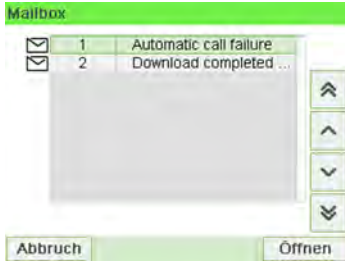 Mailbox
1 Automatic call failure
2 Download completed ...
Abbruch Öffnen